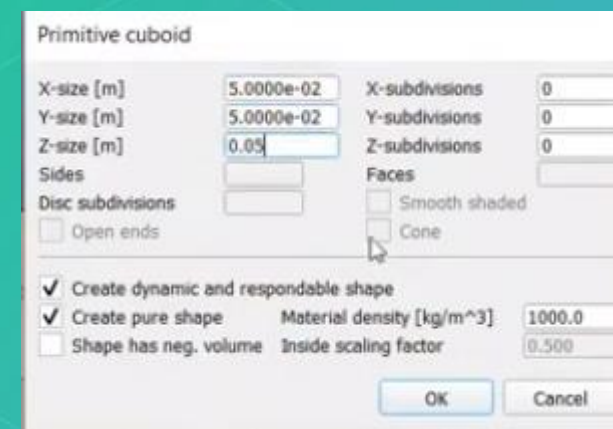 Primitive cuboid
X-size [m] 5.0000e-02 X-subdivisions 0
Y-size [m] 5.0000e-02 Y-subdivisions 0
Z-size [m] 0.05 Z-subdivisions 0
Sides Faces
Disc subdivisions Smooth shaded
Open ends Cone
Create dynamic and respondable shape
Create pure shape Material density [kg/m^3] 1000.0
Shape has neg. volume Inside scaling factor 0.500
OK Cancel